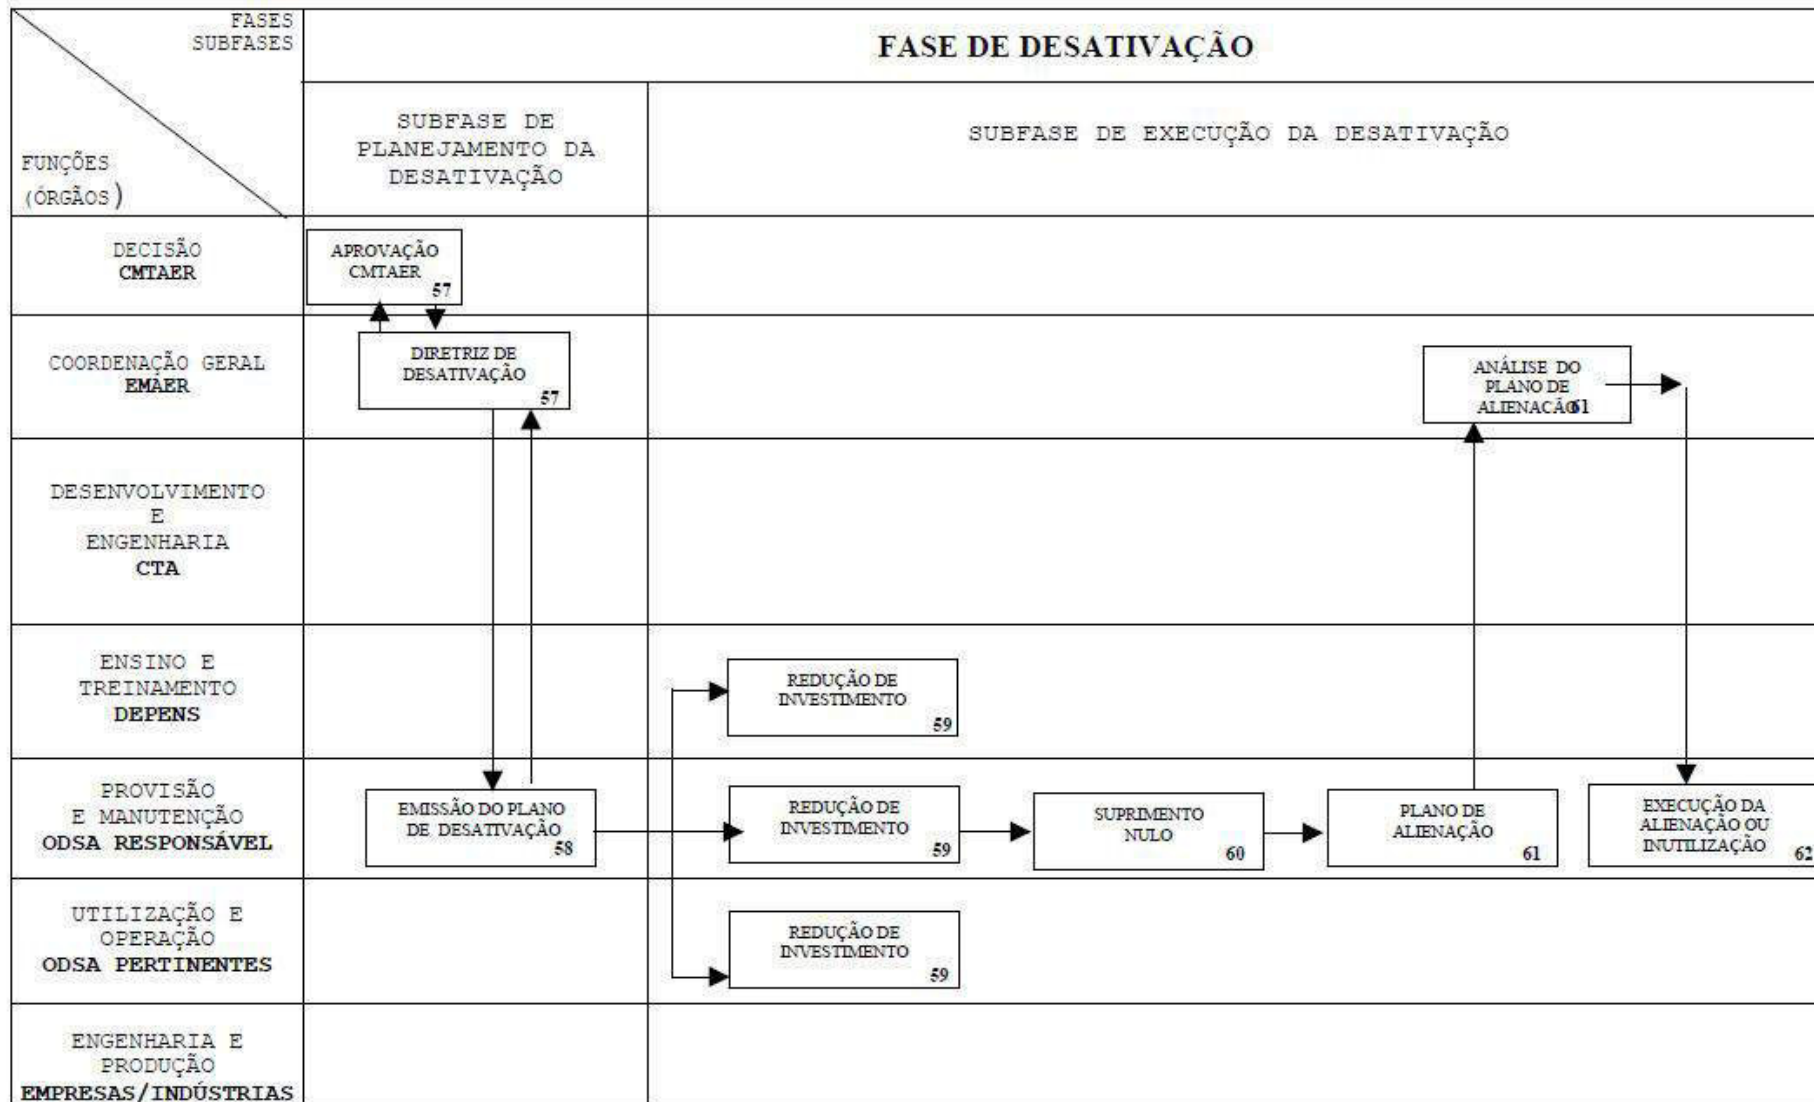 FASES
SUBFASES
FUNÇÕES
(ÓRGÃOS)
FASE DE DESATIVAÇÃO
SUBFASE DE
PLANEJAMENTO DA
DESATIVAÇÃO
SUBFASE DE EXECUÇÃO DA DESATIVAÇÃO
DECISÃO
CMTAER
APROVAÇÃO
CMTAER
57
COORDENAÇÃO GERAL
EMAER
DIRETRIZ DE
DESATIVAÇÃO
57
ANÁLISE DO
PLANO DE
ALIENACÃO61
DESENVOLVIMENTO
E
ENGENHARIA
CTA
ENSINO E
TREINAMENTO
DEPENS
REDUÇÃO DE
INVESTIMENTO
59
PROVISÃO
E MANUTENÇÃO
ODSA RESPONSÁVEL
EMISSÃO DO PLANO
DE DESATIVAÇÃO
58
REDUÇÃO DE
INVESTIMENTO
59
SUPRIMENTO
NULO
60
PLANO DE
ALIENAÇÃO
61
EXECUÇÃO DA
ALIENAÇÃO OU
INUTILIZAÇÃO
62
UTILIZAÇÃO E
OPERAÇÃO
ODSA PERTINENTES
REDUÇÃO DE
INVESTIMENTO
59
ENGENHARIA E
PRODUÇÃO
EMPRESAS/INDÚSTRIAS